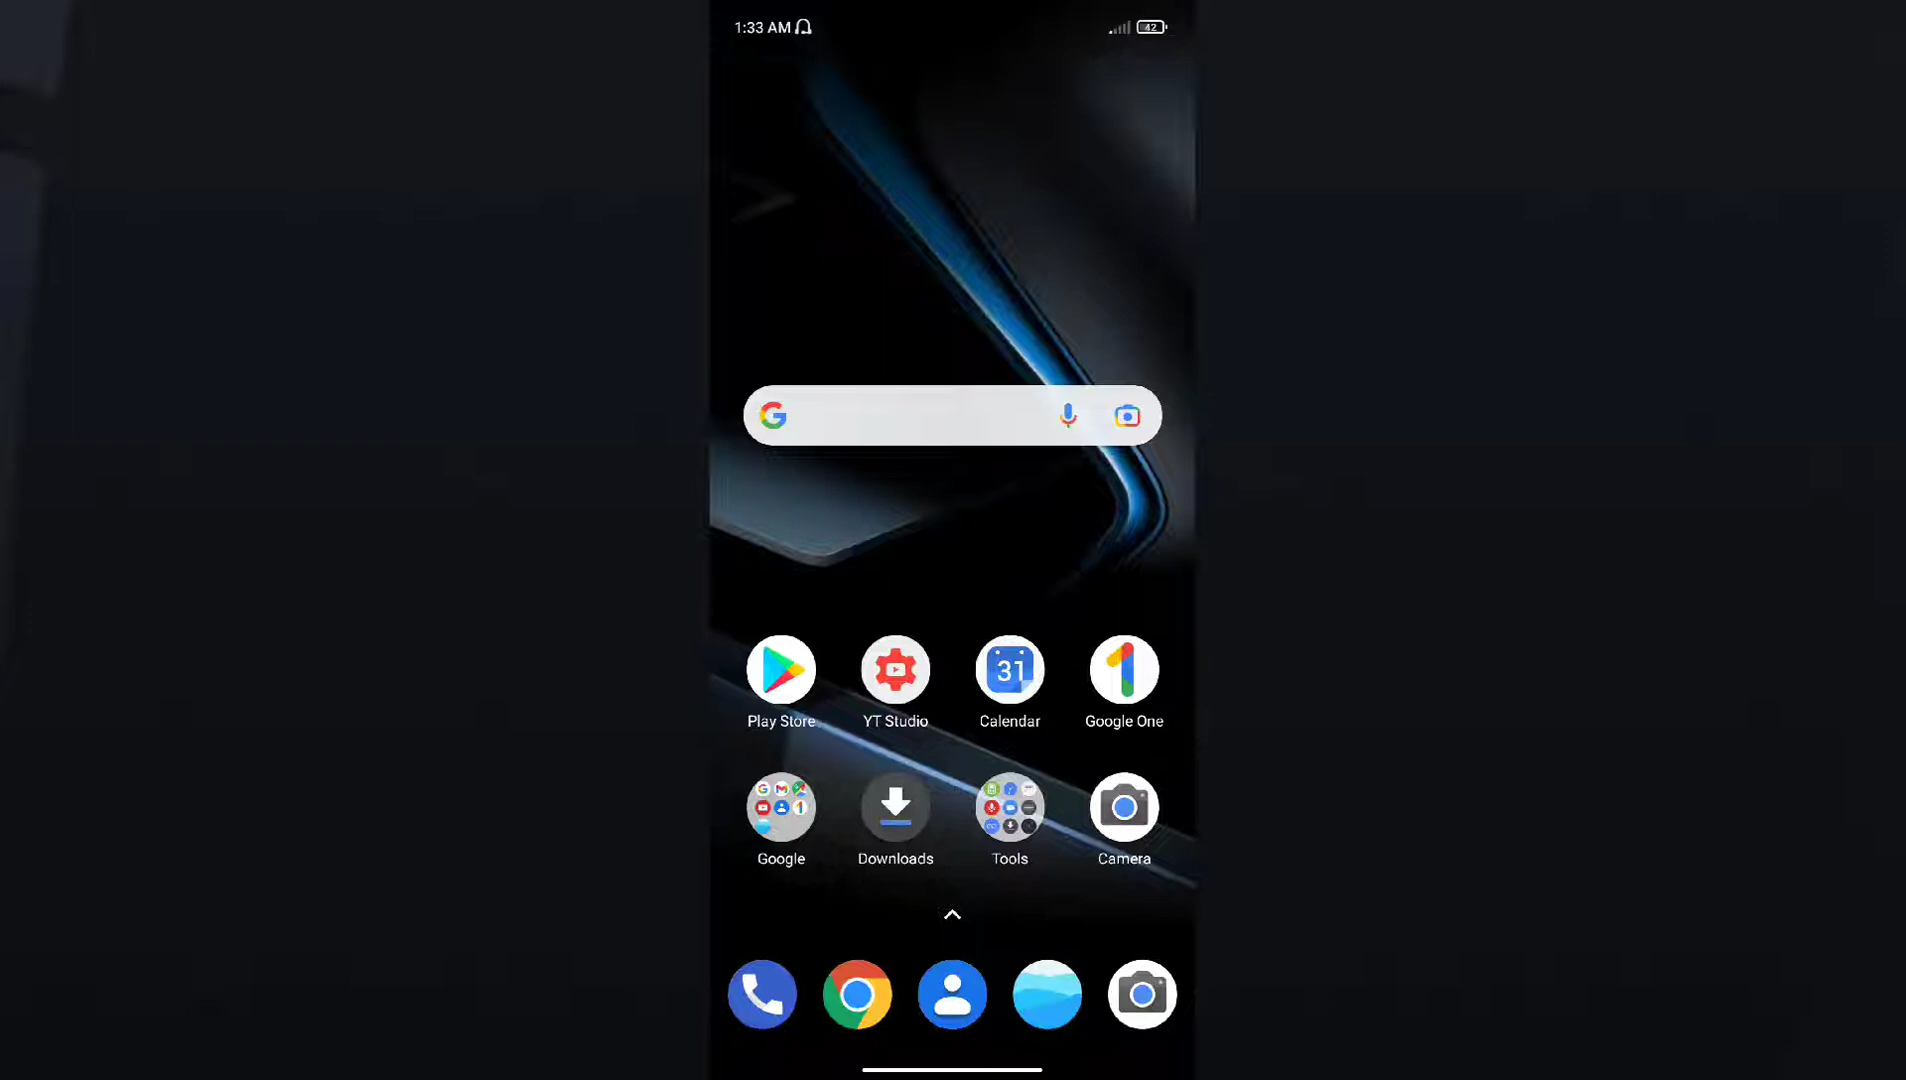 1:33 AM
42
31
Play Store
YT Studio
Calendar
Google One
Google
Downloads
Tools
Camera